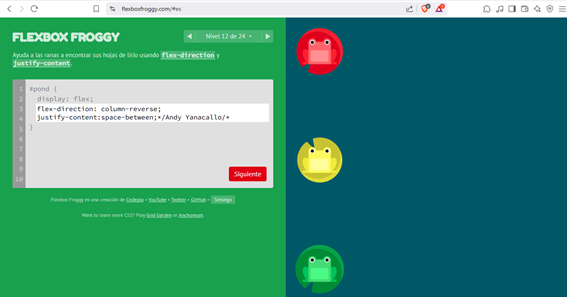 flexboxfroggy.com/#es
FLEXBOX FROGGY
Nivel 12 de 24
Ayuda a las ranas a encontrar sus hojas de lirio usando flex-direction y
justify-content.
1 #pond {
2 display: flex;
3 flex-direction: column-reverse;
4 justify-content:space-between;*/Andy Yanacallo/*
5 }
6
7
8
9
10
Siguiente
Flexbox Froggy es una creación de Codepip • YouTube • Twitter • GitHub • Settings
Want to learn more CSS? Play Grid Garden or Anchoreum.